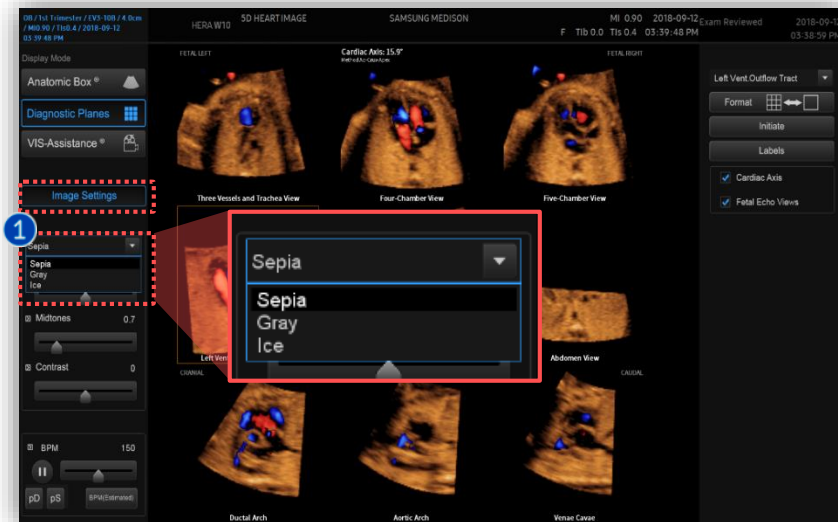 OB / 1st Trimester / EV3-10B / 4.0cm
/ MI0.90 / TIs0.4 / 2018-09-12
03:39:48 PM
HERA W10
5D HEART IMAGE
SAMSUNG MEDISON
MI 0.90 2018-09-12
F TIb 0.0 TIs 0.4 03:39:48 PM
Exam Reviewed
2018-09-12
03:38:59 PM
Display Mode
Anatomic Box ®
Diagnostic Planes
VIS-Assistance ®
Image Settings
1
Sepia
Sepia
Gray
Ice
Midtones 0.7
Contrast 0
BPM 150
pD
pS
BPM(Estimated)
FETAL LEFT
Cardiac Axis: 15.9°
FETAL RIGHT
Three Vessels and Trachea View
Four-Chamber View
Five-Chamber View
Sepia
Sepia
Gray
Ice
Left Ven
Abdomen View
CRANIAL
CAUDAL
Ductal Arch
Aortic Arch
Venae Cavae
Left Vent.Outflow Tract
Format
Initiate
Labels
Cardiac Axis
Fetal Echo Views